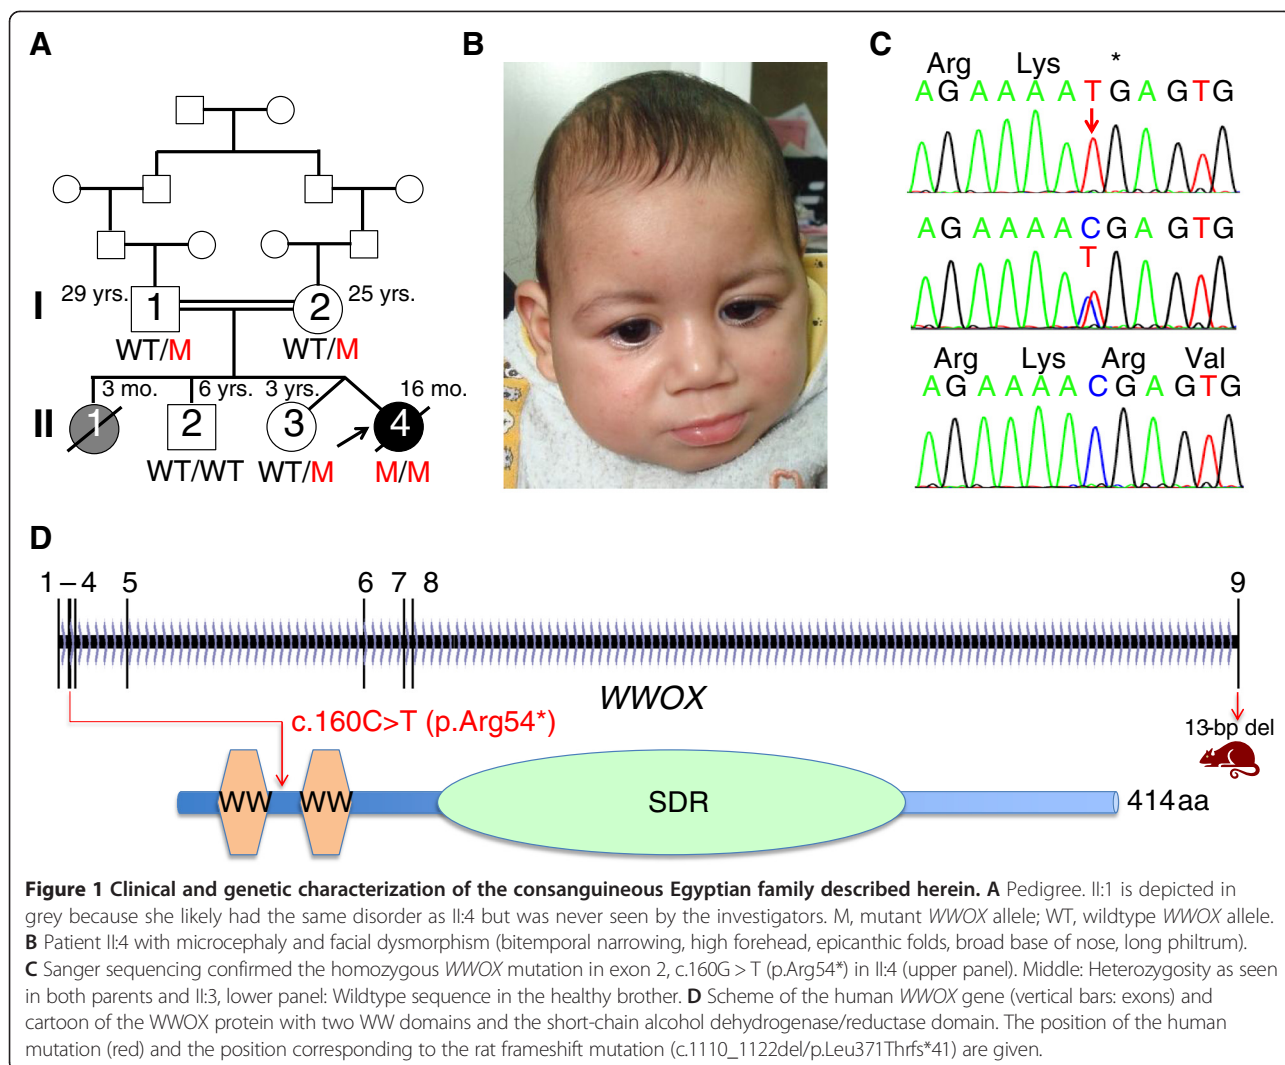 A
B
C
Arg Lys *
A G A A A A T G A G T G
A G A A A A C G A G T G
T
Arg Lys Arg Val
A G A A A A C G A G T G
I
29 yrs. 1 2 25 yrs.
WT/M WT/M
II
3 mo. 6 yrs. 3 yrs. 16 mo.
1 2 3 4
WT/WT WT/M M/M
D
1 – 4 5 6 7 8 9
WWOX
c.160C>T (p.Arg54*)
13-bp del
WW WW SDR 414aa
Figure 1 Clinical and genetic characterization of the consanguineous Egyptian family described herein. A Pedigree. II:1 is depicted in
grey because she likely had the same disorder as II:4 but was never seen by the investigators. M, mutant WWOX allele; WT, wildtype WWOX allele.
B Patient II:4 with microcephaly and facial dysmorphism (bitemporal narrowing, high forehead, epicanthic folds, broad base of nose, long philtrum).
C Sanger sequencing confirmed the homozygous WWOX mutation in exon 2, c.160G > T (p.Arg54*) in II:4 (upper panel). Middle: Heterozygosity as seen
in both parents and II:3, lower panel: Wildtype sequence in the healthy brother. D Scheme of the human WWOX gene (vertical bars: exons) and
cartoon of the WWOX protein with two WW domains and the short-chain alcohol dehydrogenase/reductase domain. The position of the human
mutation (red) and the position corresponding to the rat frameshift mutation (c.1110_1122del/p.Leu371Thrfs*41) are given.